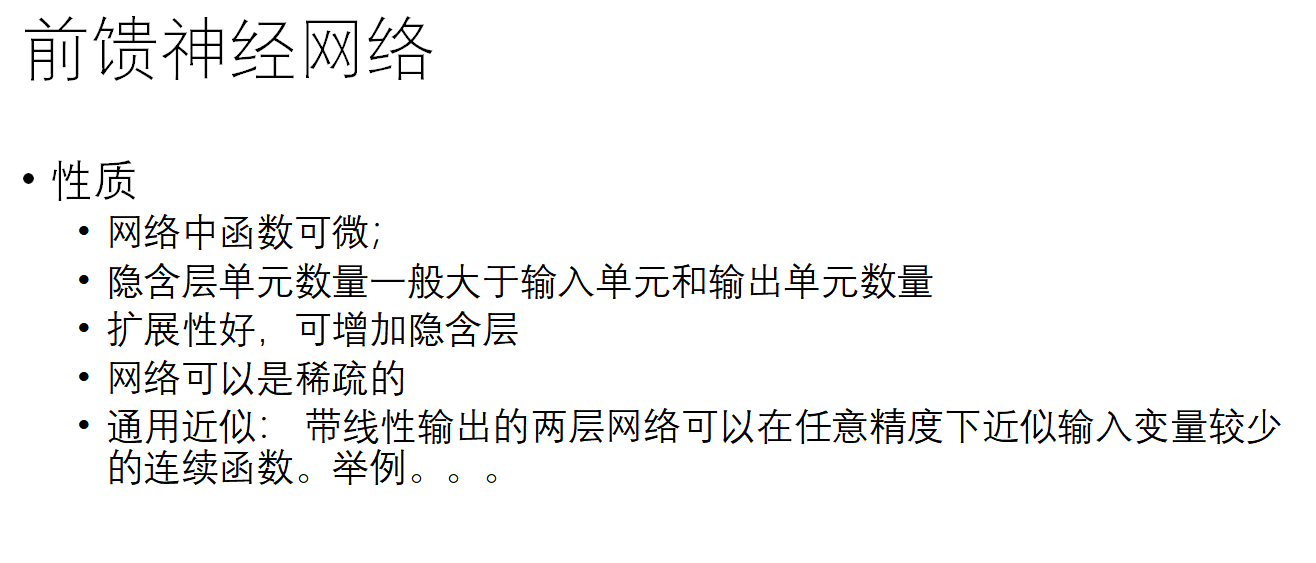 前馈神经网络
• 性质
• 网络中函数可微;
• 隐含层单元数量一般大于输入单元和输出单元数量
• 扩展性好，可增加隐含层
• 网络可以是稀疏的
• 通用近似： 带线性输出的两层网络可以在任意精度下近似输入变量较少
的连续函数。举例。。。